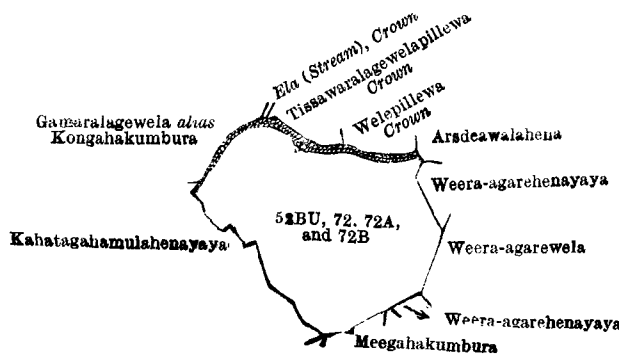 Ela (Stream), Crown
Tissawaralagewelapillewa
Crown
Welepillewa
Crown
Gamaralagewela alias
Kongahakumbura
Arsdeawalahena
Weera-agarehenayaya
52BU, 72, 72A,
and 72B
Kahatagahamulahenayaya
Weera-agarewela
Weera-agarehenayaya
Meegahakumbura